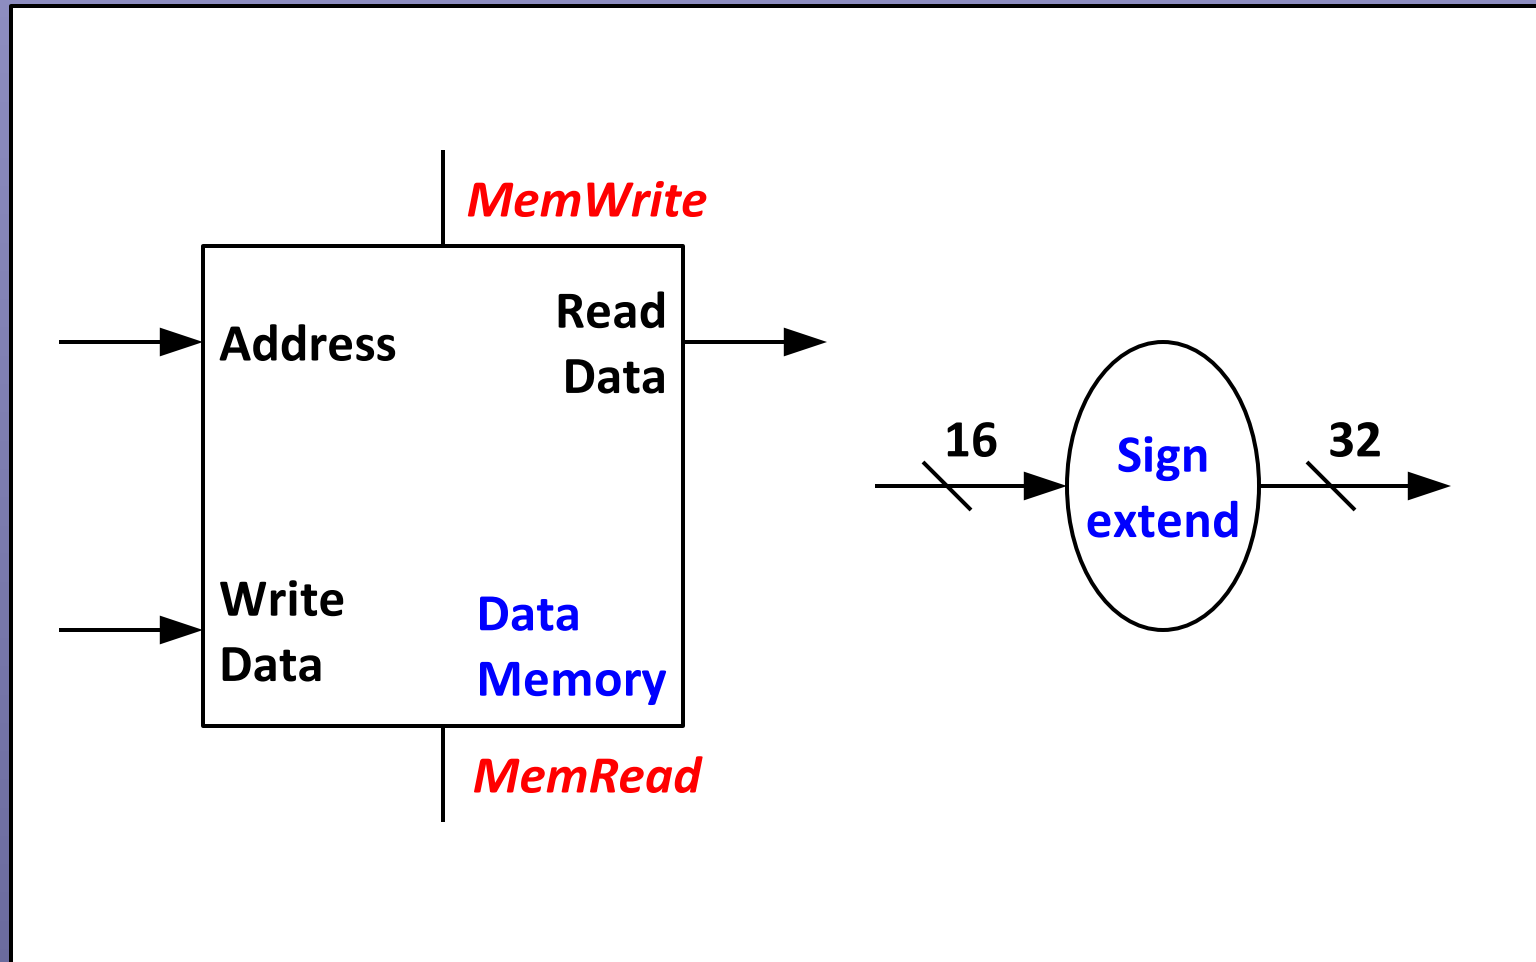 MemWrite
Address
Read
Data
Write
Data
Data
Memory
MemRead
16
Sign
extend
32